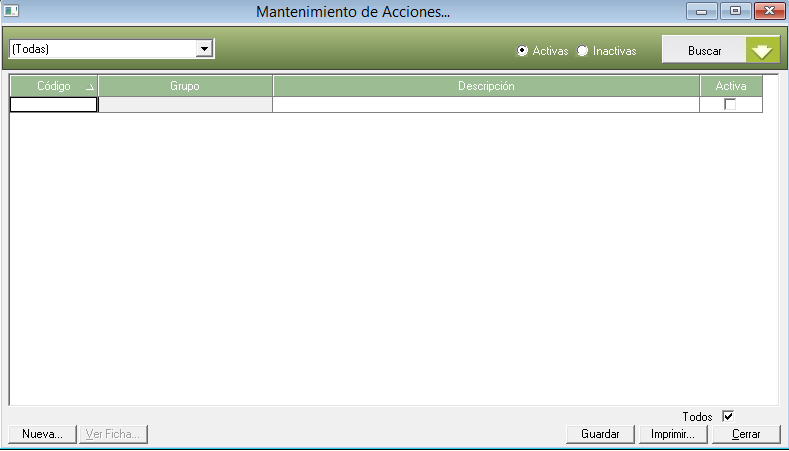 Mantenimiento de Acciones...
(Todas)
Activas
Inactivas
Buscar
Código
Grupo
Descripción
Activa
Todos
Nueva...
Ver Ficha...
Guardar
Imprimir...
Cerrar